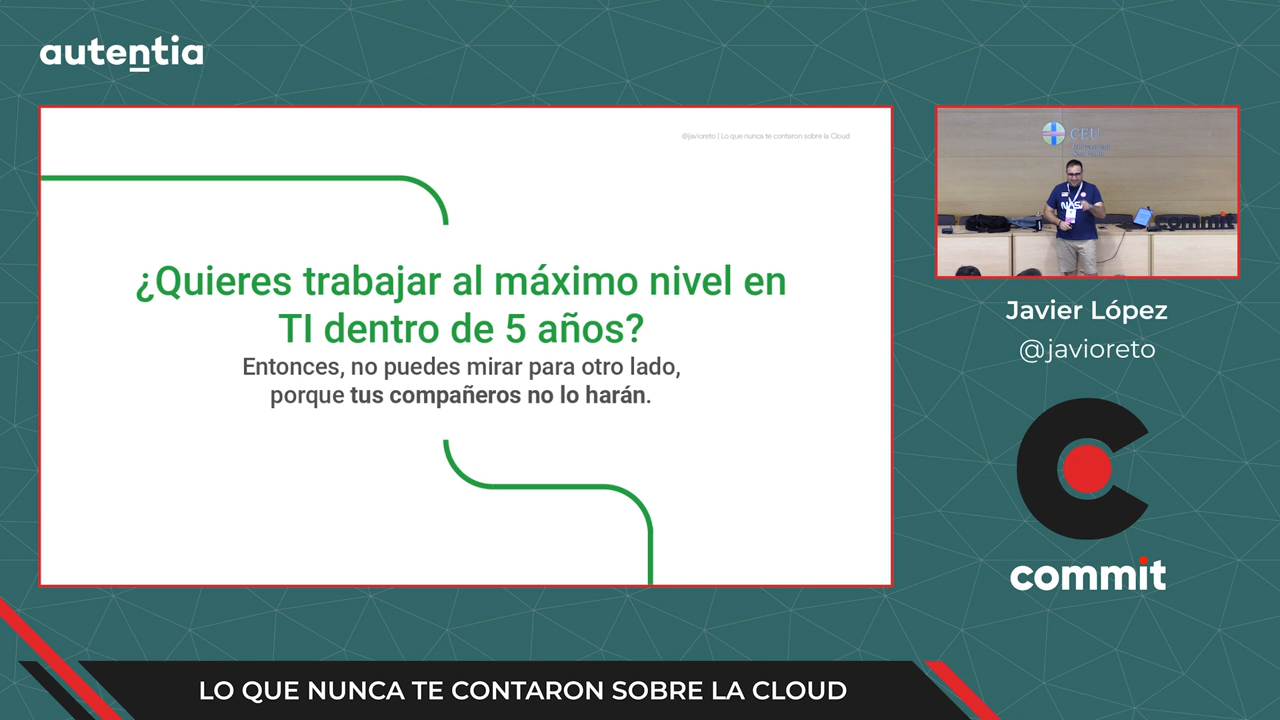 autentia
@javioreto | Lo que nunca te contaron sobre la Cloud
¿Quieres trabajar al máximo nivel en
TI dentro de 5 años?
Entonces, no puedes mirar para otro lado,
porque tus compañeros no lo harán.
CEU
NASA
commit
Javier López
@javioreto
commit
LO QUE NUNCA TE CONTARON SOBRE LA CLOUD